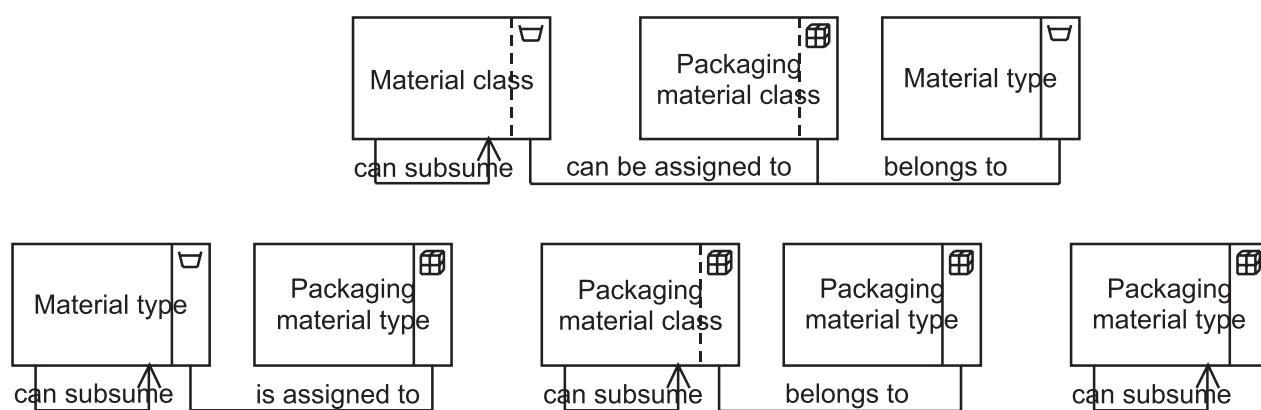 Material class
Packaging
material class
Material type
can subsume
can be assigned to
belongs to
Material type
Packaging
material type
Packaging
material class
Packaging
material type
Packaging
material type
can subsume
is assigned to
can subsume
belongs to
can subsume